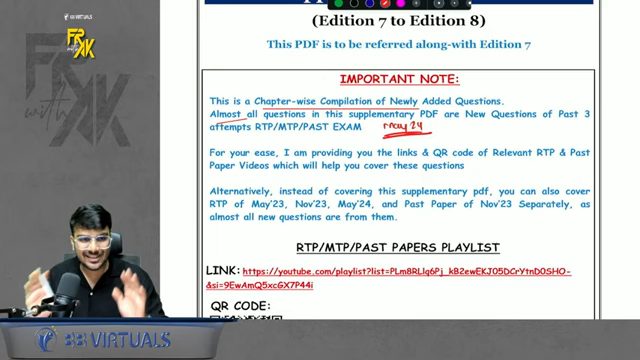 33 VIRTUALS
FR
with
AK
(Edition 7 to Edition 8)
This PDF is to be referred along-with Edition 7
IMPORTANT NOTE:
This is a Chapter-wise Compilation of Newly Added Questions.
Almost all questions in this supplementary PDF are New Questions of Past 3
attempts RTP/MTP/PAST EXAM
may 24
For your ease, I am providing you the links & QR code of Relevant RTP & Past
Paper Videos which will help you cover these questions
Alternatively, instead of covering this supplementary pdf, you can also cover
RTP of May'23, Nov'23, May'24, and Past Paper of Nov'23 Separately, as
almost all new questions are from them.
RTP/MTP/PAST PAPERS PLAYLIST
LINK: https://youtube.com/playlist?list=PLm8RLlq6Pj_kB2ewEKJ05DCrYtnD0SHO-
&si=9EwAmQ5xcGX7P44i
QR CODE:
33 VIRTUALS